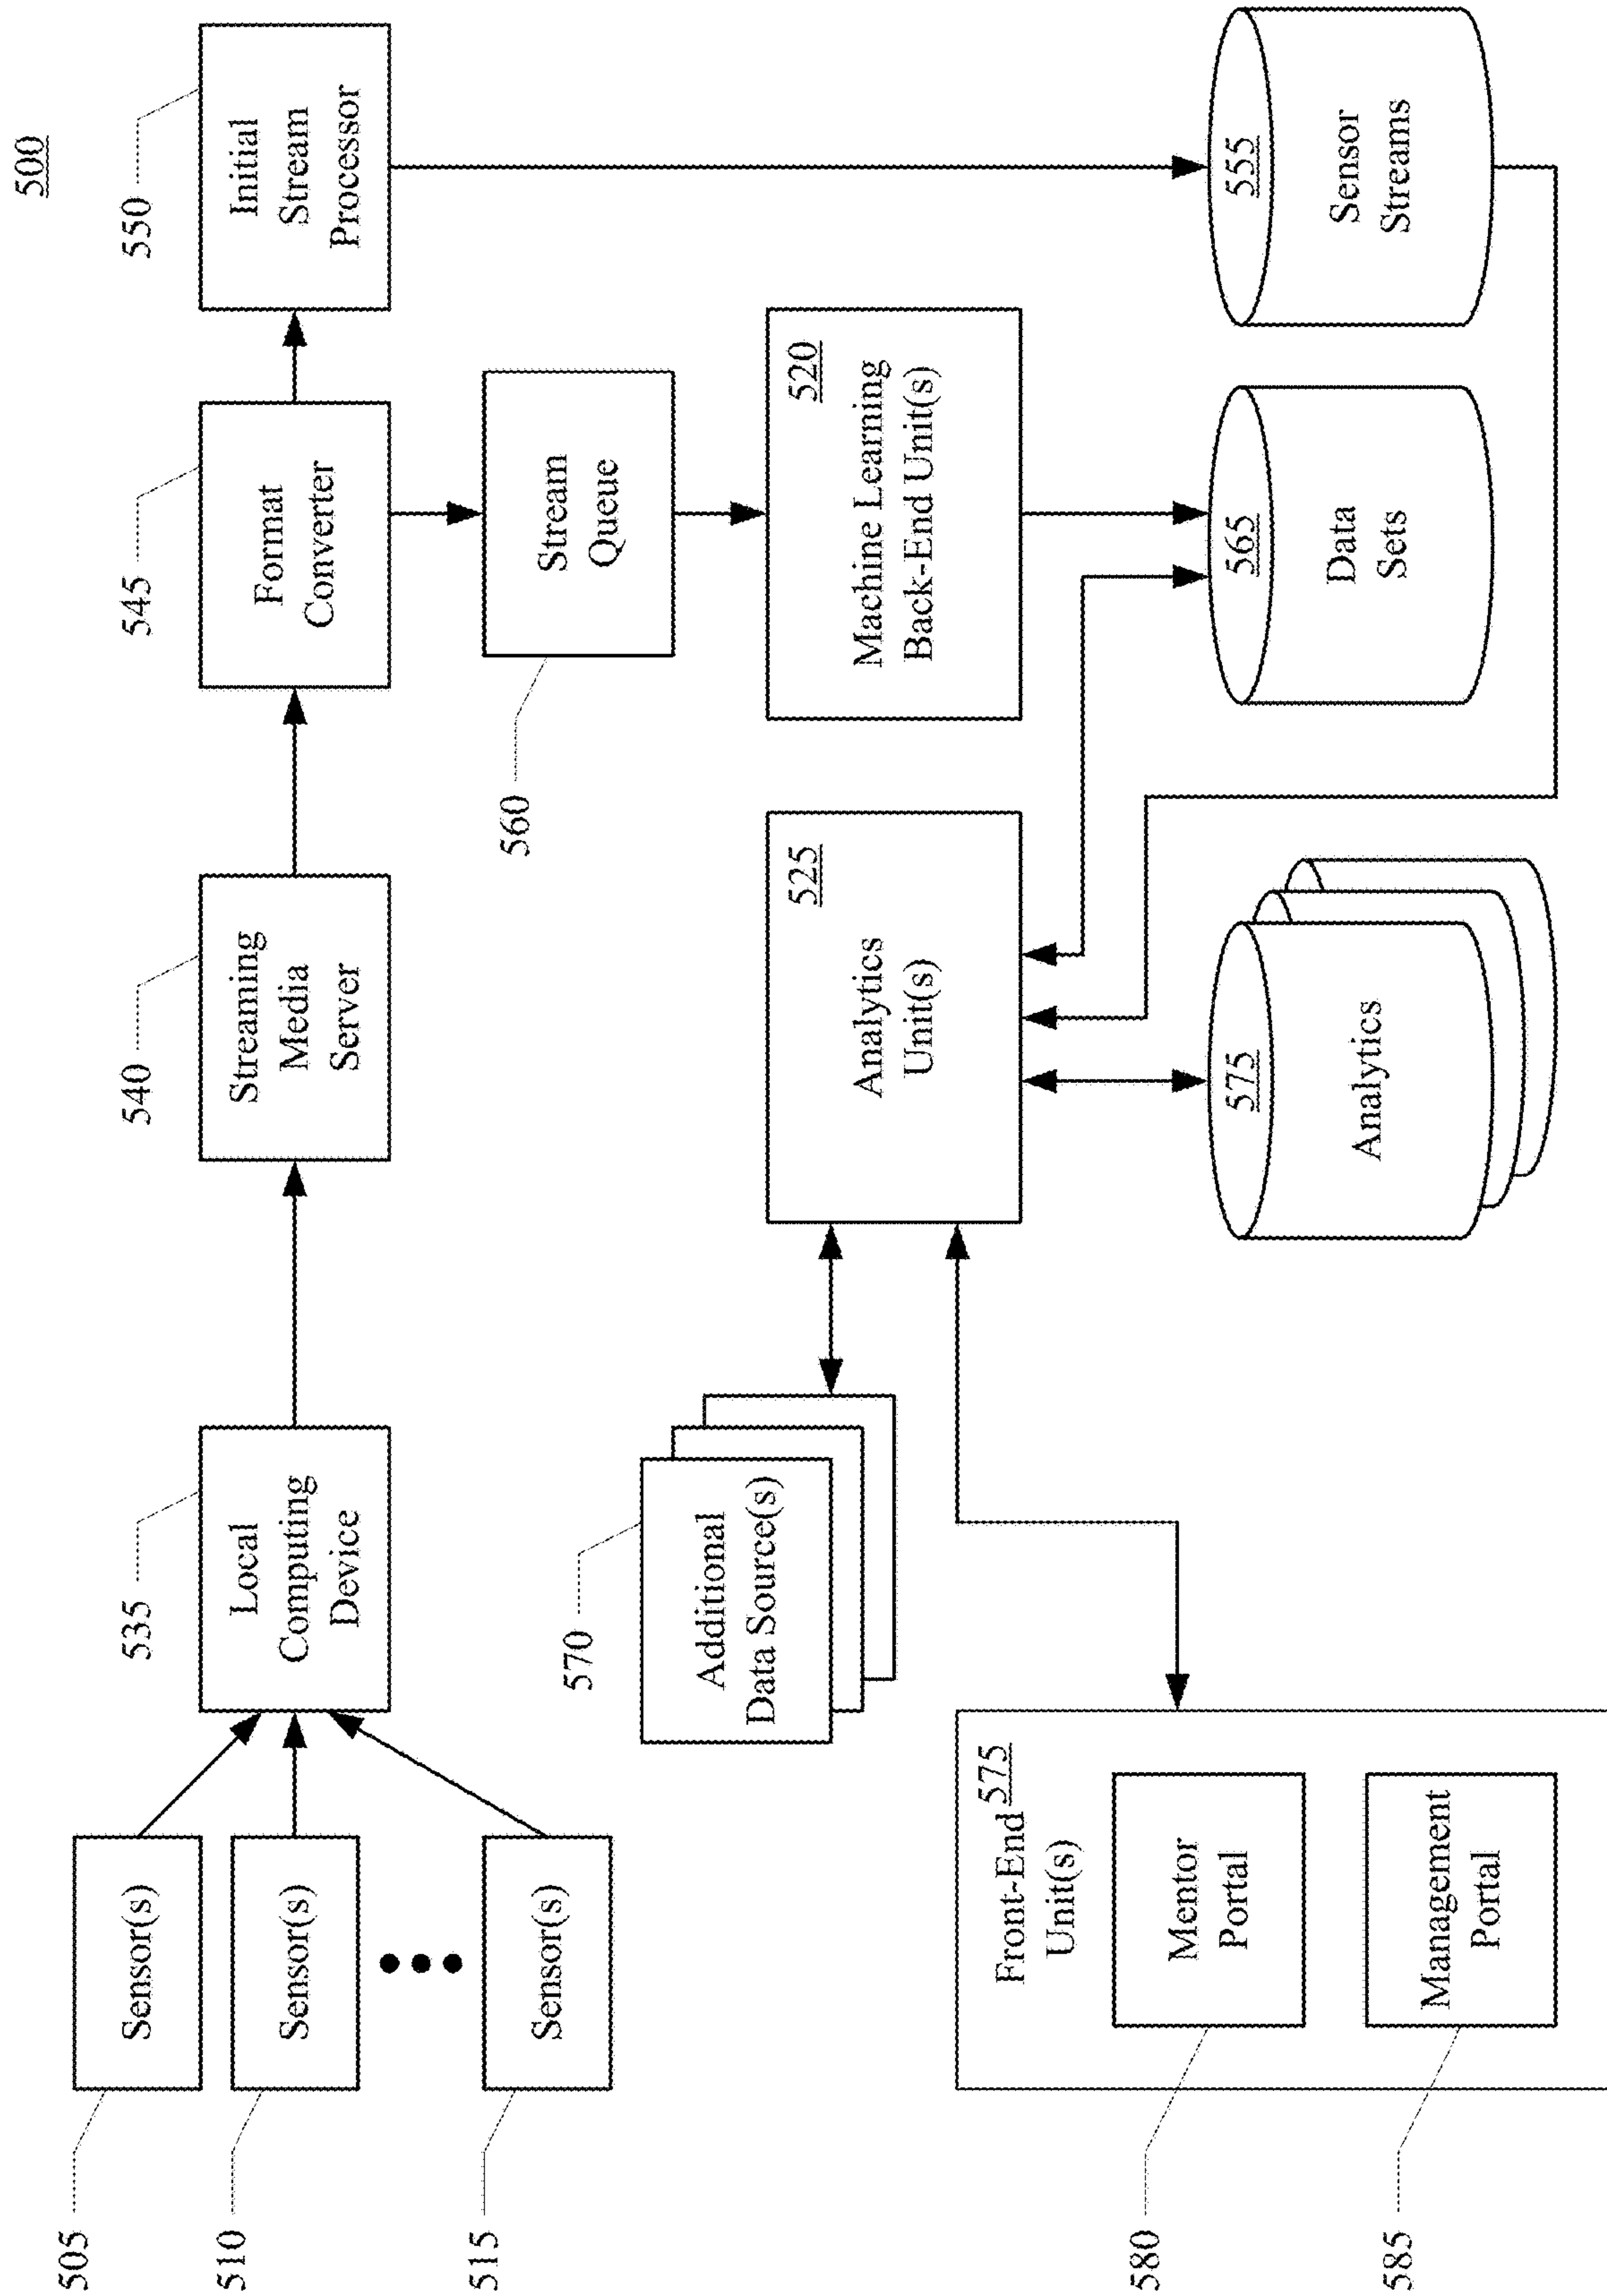 500
505
Sensor(s)
510
Sensor(s)
515
Sensor(s)
535
Local
Computing
Device
540
Streaming
Media
Server
545
Format
Converter
550
Initial
Stream
Processor
560
Stream
Queue
570
Additional
Data Source(s)
525
Analytics
Unit(s)
520
Machine Learning
Back-End Unit(s)
Front-End 575
Unit(s)
580
Mentor
Portal
585
Management
Portal
575
Analytics
565
Data
Sets
555
Sensor
Streams